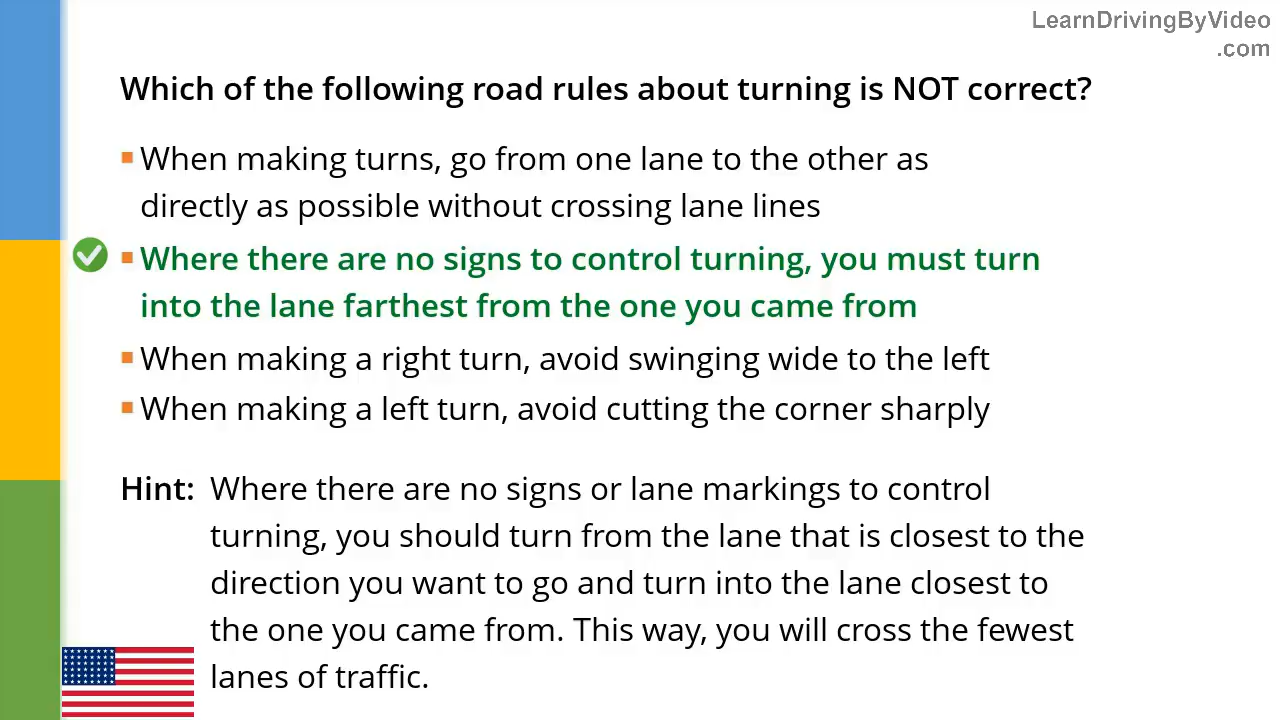 LearnDrivingByVideo
.com
Which of the following road rules about turning is NOT correct?
When making turns, go from one lane to the other as
directly as possible without crossing lane lines
Where there are no signs to control turning, you must turn
into the lane farthest from the one you came from
When making a right turn, avoid swinging wide to the left
When making a left turn, avoid cutting the corner sharply
Hint: Where there are no signs or lane markings to control
turning, you should turn from the lane that is closest to the
direction you want to go and turn into the lane closest to
the one you came from. This way, you will cross the fewest
lanes of traffic.